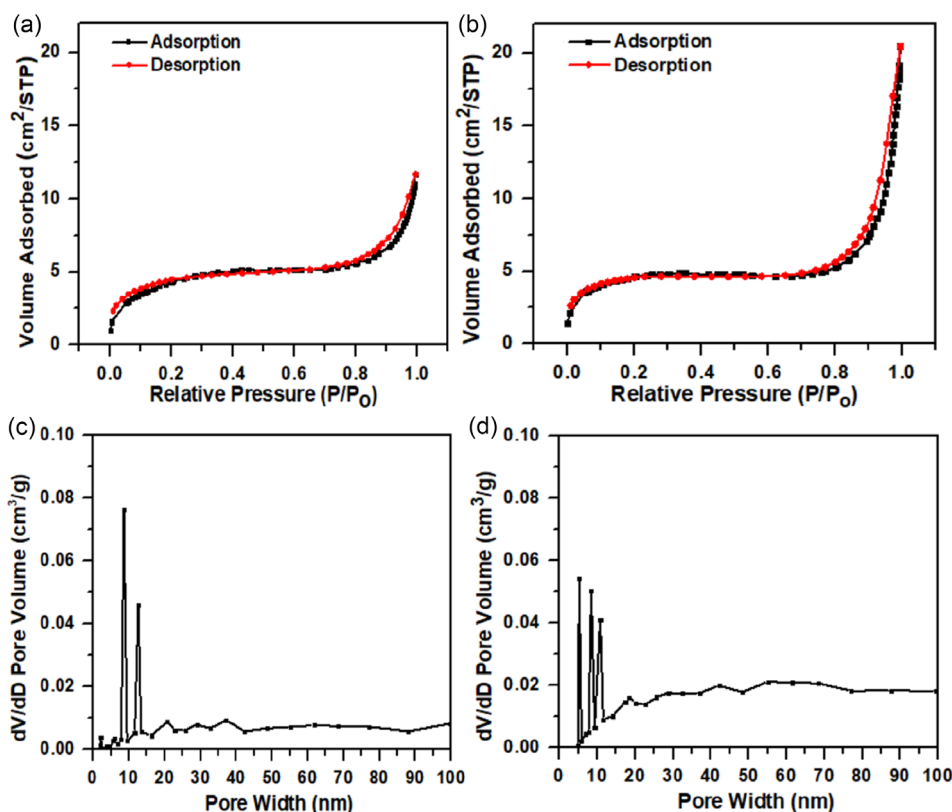 (a)
Adsorption
Desorption
Volume Adsorbed (cm²/STP)
20
15
10
5
0
0.0 0.2 0.4 0.6 0.8 1.0
Relative Pressure (P/P₀)
(b)
Adsorption
Desorption
Volume Adsorbed (cm²/STP)
20
15
10
5
0
0.0 0.2 0.4 0.6 0.8 1.0
Relative Pressure (P/P₀)
(c)
dV/dD Pore Volume (cm³/g)
0.10
0.08
0.06
0.04
0.02
0.00
0 10 20 30 40 50 60 70 80 90 100
Pore Width (nm)
(d)
dV/dD Pore Volume (cm³/g)
0.10
0.08
0.06
0.04
0.02
0.00
0 10 20 30 40 50 60 70 80 90 100
Pore Width (nm)